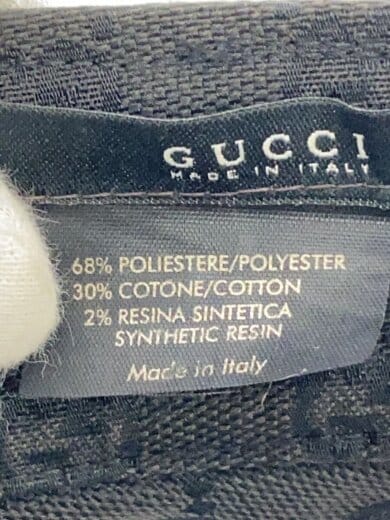 GUCCI
MADE IN ITALY
68% POLIESTERE/POLYESTER
30% COTONE/COTTON
2% RESINA SINTETICA
SYNTHETIC RESIN
Made in Italy